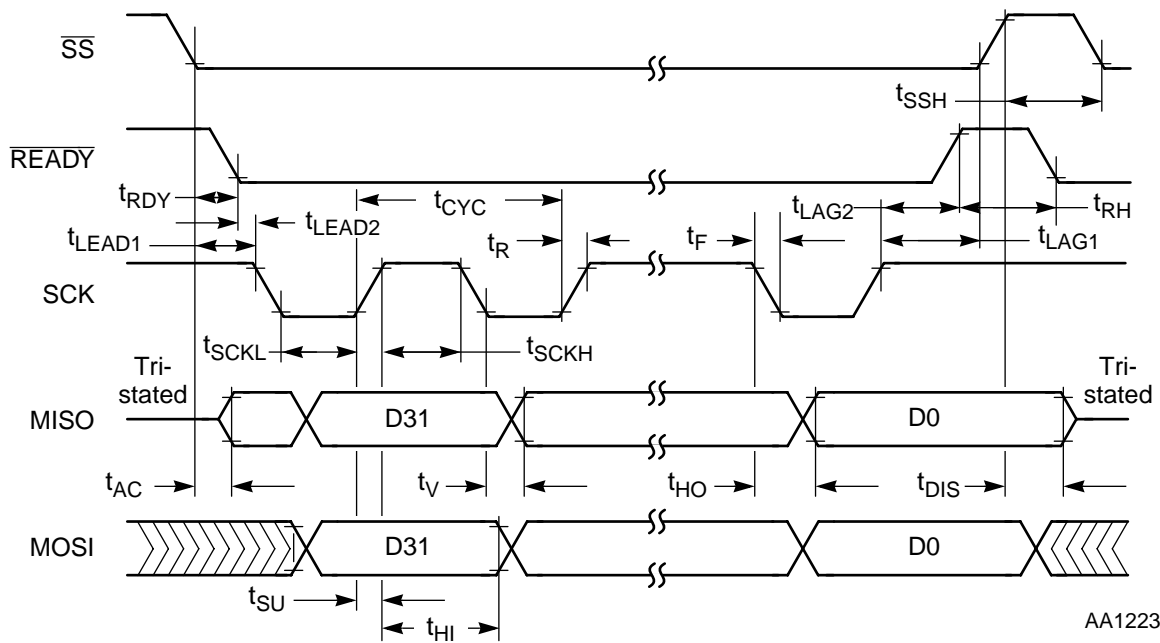 SS
tSSH
READY
tRDY
tCYC
tLAG2
tRH
tLEAD2
tLEAD1
tR
tF
tLAG1
SCK
tSCKL
tSCKH
Tri-
stated
Tri-
stated
MISO
D31
D0
tAC
tV
tHO
tDIS
MOSI
D31
D0
tSU
tHI
AA1223